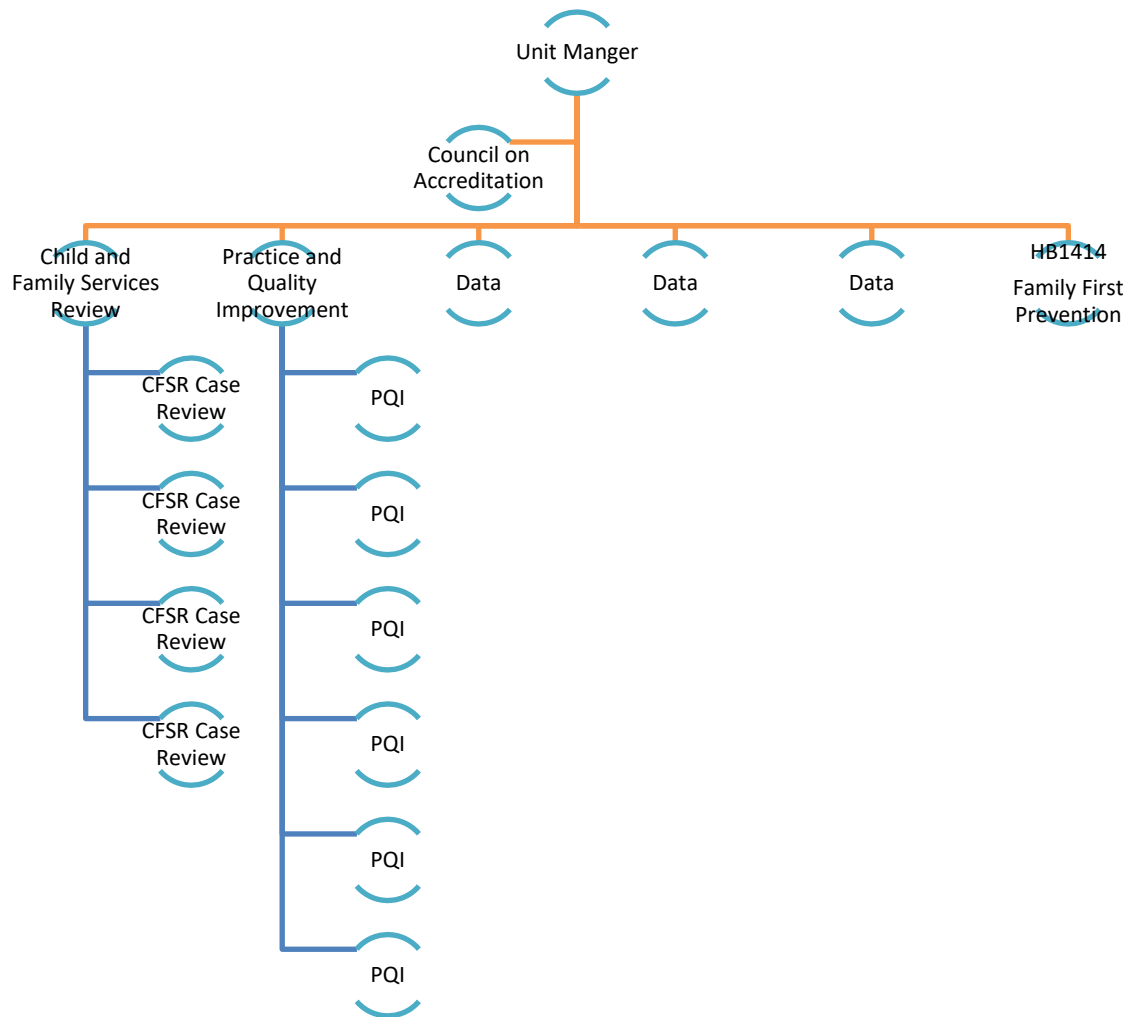 Unit Manger
Council on
Accreditation
Child and
Family Services
Review
Practice and
Quality
Improvement
Data
Data
Data
HB1414
Family First
Prevention
CFSR Case
Review
CFSR Case
Review
CFSR Case
Review
CFSR Case
Review
PQI
PQI
PQI
PQI
PQI
PQI